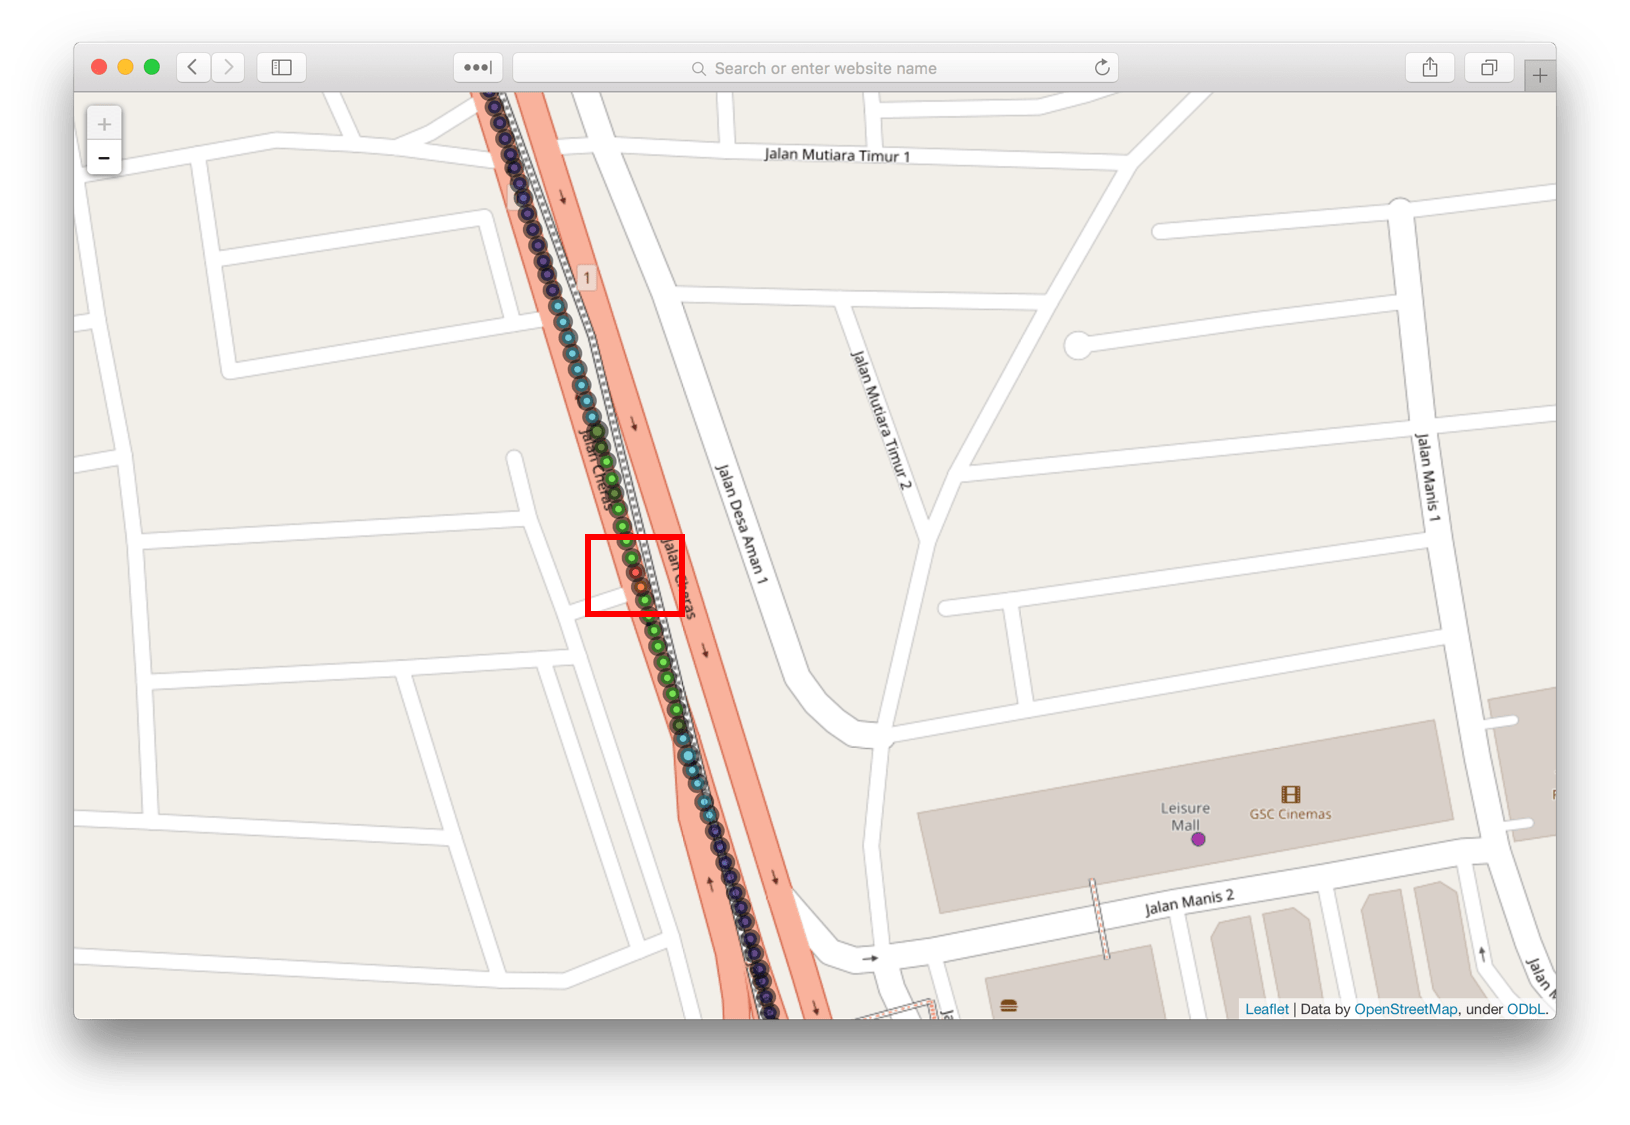 Search or enter website name
+
−
Jalan Mutiara Timur 1
1
Jalan Mutiara Timur 2
Jalan Cheras
Jalan Manis 1
Jalan Desa Aman 1
Jalan Cheras
Leisure
Mall
GSC Cinemas
Jalan Manis 2
Jalan
Leaflet | Data by OpenStreetMap, under ODbL.